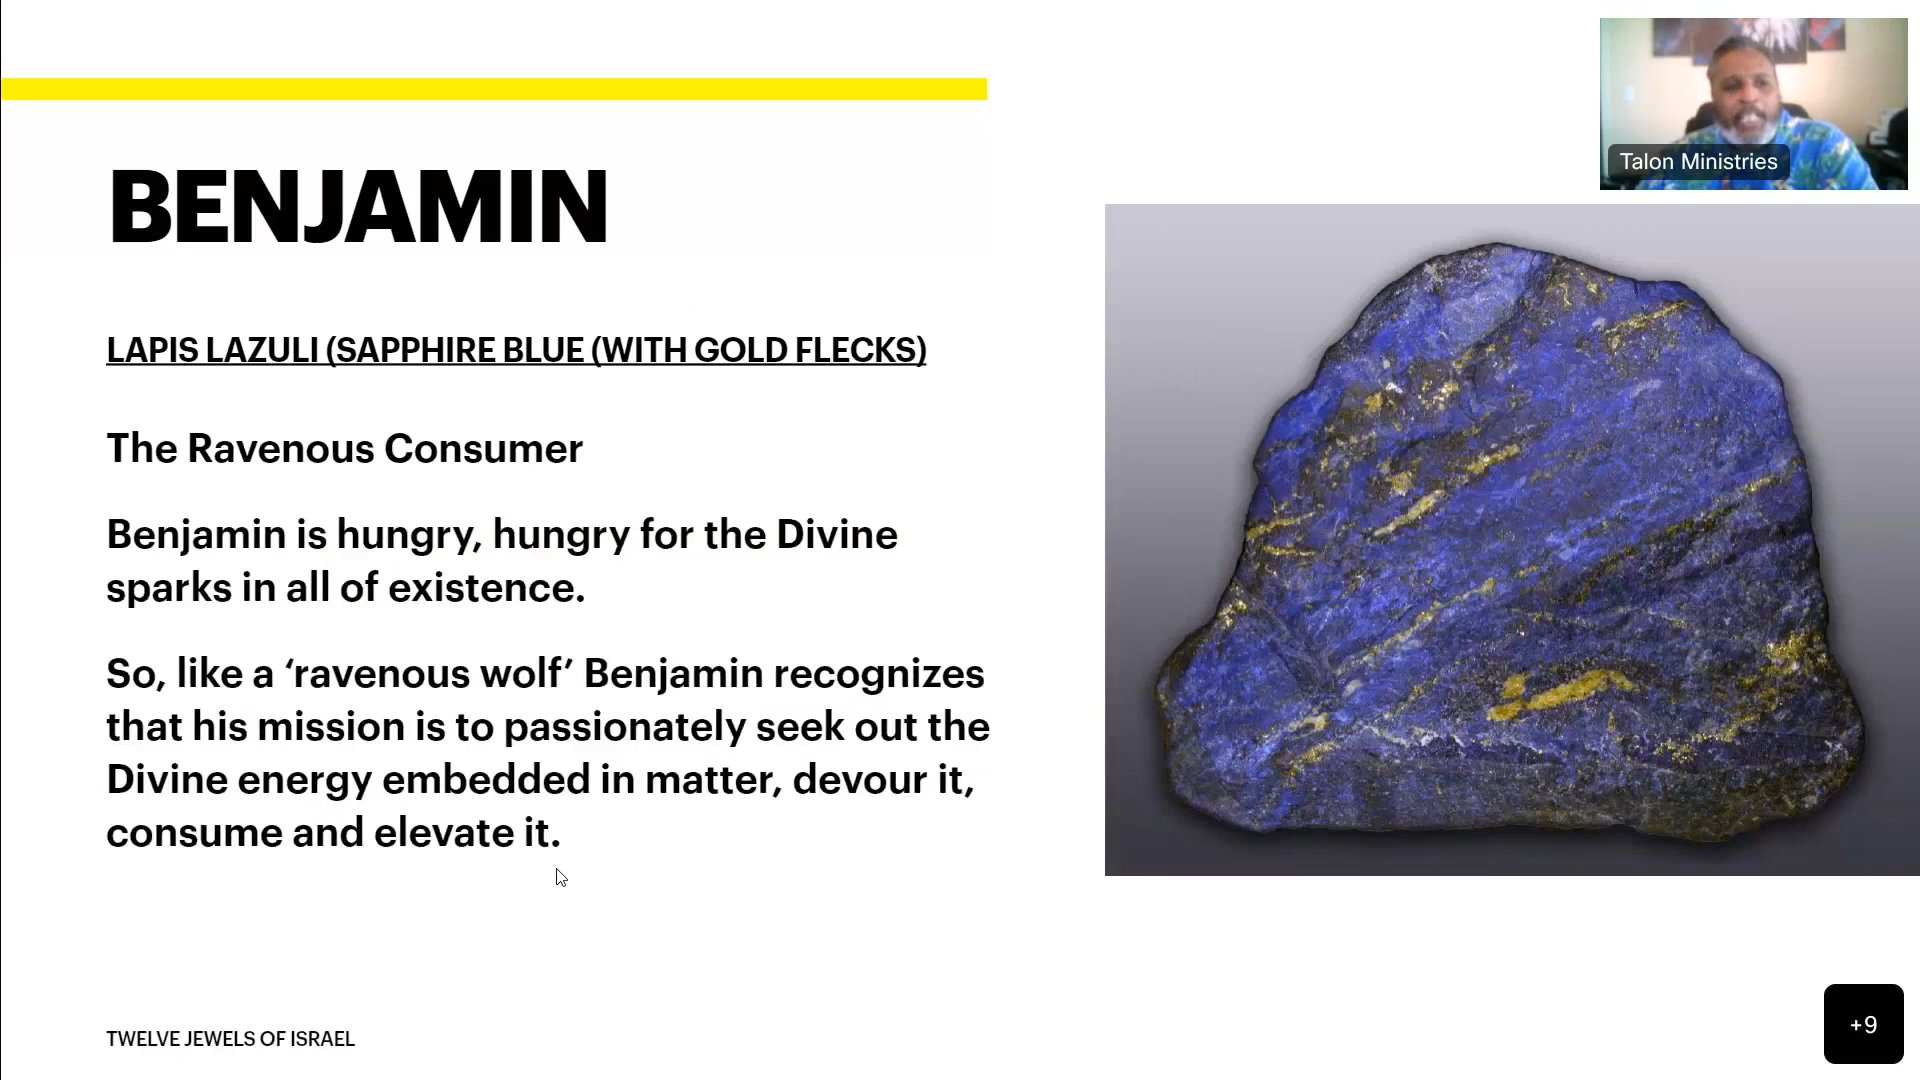 Talon Ministries
BENJAMIN
LAPIS LAZULI (SAPPHIRE BLUE (WITH GOLD FLECKS)
The Ravenous Consumer
Benjamin is hungry, hungry for the Divine
sparks in all of existence.
So, like a ‘ravenous wolf’ Benjamin recognizes
that his mission is to passionately seek out the
Divine energy embedded in matter, devour it,
consume and elevate it.
TWELVE JEWELS OF ISRAEL
+9